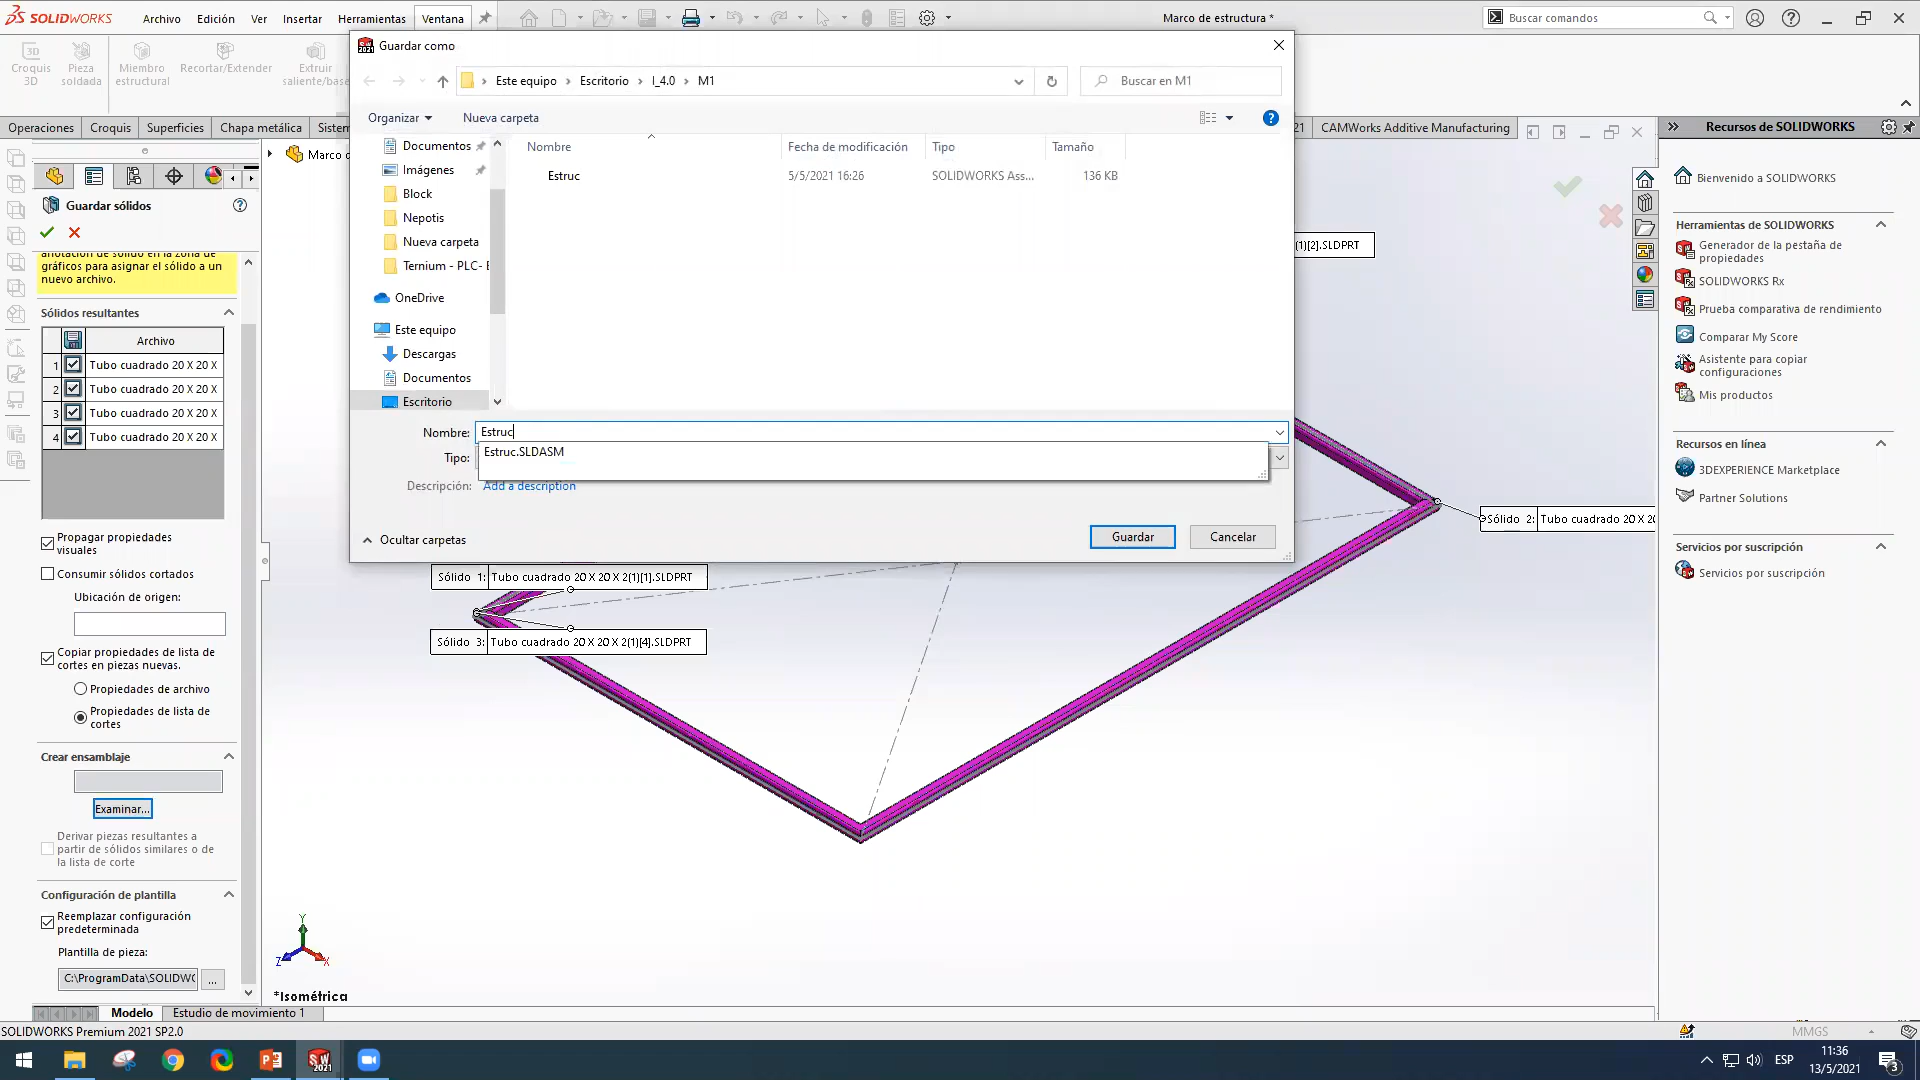 SOLIDWORKS
Archivo
Edición
Ver
Insertar
Herramientas
Ventana
Marco de estructura *
Buscar comandos
Croquis
3D
Pieza
soldada
Miembro
estructural
Recortar/Extender
Extruir
saliente/base
Operaciones
Croquis
Superficies
Chapa metálica
21
CAMWorks Additive Manufacturing
Guardar como
Este equipo
Escritorio
I_4.0
M1
Buscar en M1
Organizar
Nueva carpeta
Documentos
Imágenes
Block
Nepotis
Nueva carpeta
Ternium - PLC-
OneDrive
Este equipo
Descargas
Documentos
Escritorio
Nombre
Fecha de modificación
Tipo
Tamaño
Estruc
5/5/2021 16:26
SOLIDWORKS Ass...
136 KB
Nombre:
Estruc
Estruc.SLDASM
Tipo:
Descripción:
Add a description
Ocultar carpetas
Guardar
Cancelar
Guardar sólidos
anotación de sólido en la zona de
gráficos para asignar el sólido a un
nuevo archivo.
Sólidos resultantes
Archivo
1 Tubo cuadrado 20 X 20 X
2 Tubo cuadrado 20 X 20 X
3 Tubo cuadrado 20 X 20 X
4 Tubo cuadrado 20 X 20 X
Propagar propiedades
visuales
Consumir sólidos cortados
Ubicación de origen:
Copiar propiedades de lista de
cortes en piezas nuevas.
Propiedades de archivo
Propiedades de lista de
cortes
Crear ensamblaje
Examinar...
Derivar piezas resultantes a
partir de sólidos similares o de
la lista de corte
Configuración de plantilla
Reemplazar configuración
predeterminada
Plantilla de pieza:
C:\ProgramData\SOLIDW
...
(1)[2].SLDPRT
Sólido 2: Tubo cuadrado 20 X 20
Sólido 1: Tubo cuadrado 20 X 20 X 2(1)[1].SLDPRT
Sólido 3: Tubo cuadrado 20 X 20 X 2(1)[4].SLDPRT
Y
Z
X
*Isométrica
Modelo
Estudio de movimiento 1
SOLIDWORKS Premium 2021 SP2.0
MMGS
Recursos de SOLIDWORKS
Bienvenido a SOLIDWORKS
Herramientas de SOLIDWORKS
Generador de la pestaña de
propiedades
SOLIDWORKS Rx
Prueba comparativa de rendimiento
Comparar My Score
Asistente para copiar
configuraciones
Mis productos
Recursos en línea
3DEXPERIENCE Marketplace
Partner Solutions
Servicios por suscripción
Servicios por suscripción
ESP
11:36
13/5/2021
3